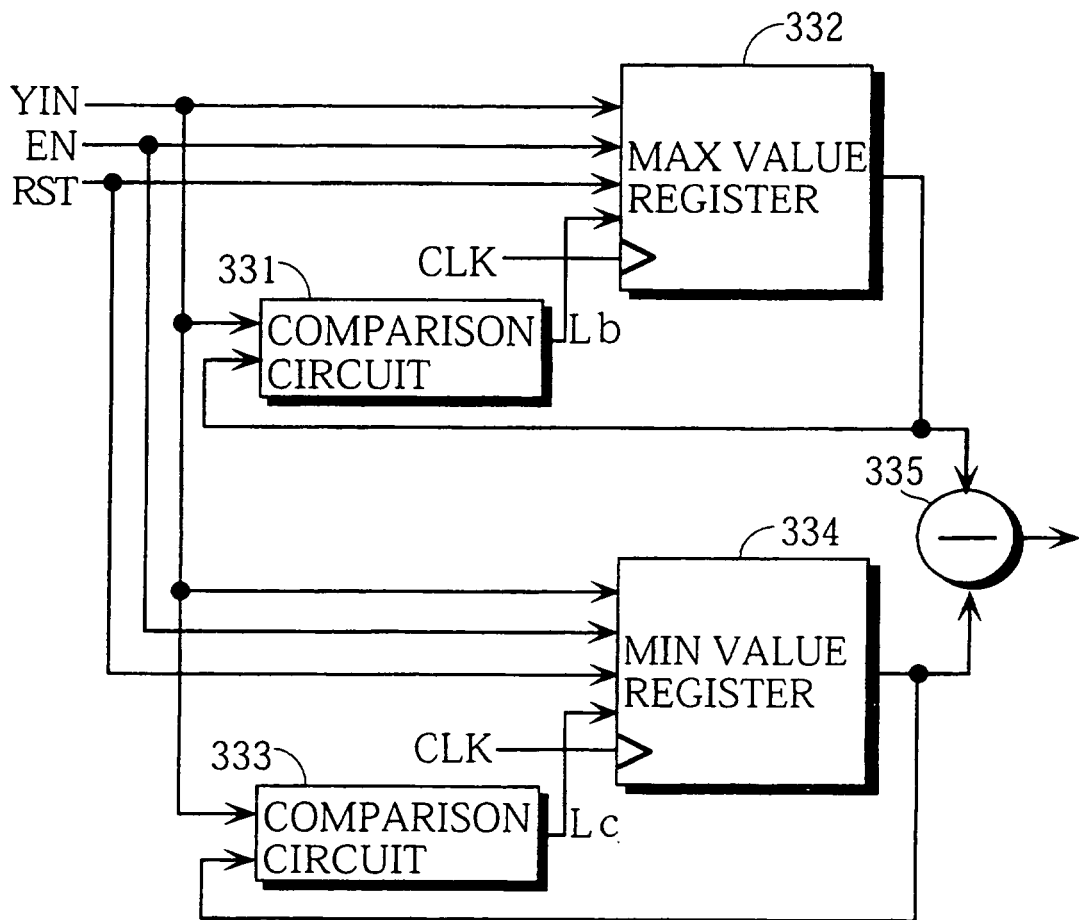 332
YIN
EN
RST
MAX VALUE
REGISTER
CLK
331
COMPARISON
CIRCUIT
Lb
335
334
MIN VALUE
REGISTER
CLK
333
COMPARISON
CIRCUIT
Lc